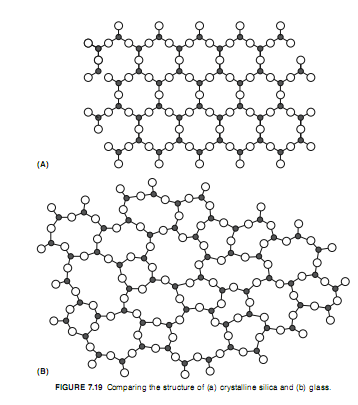 (A)
(B)
FIGURE 7.19 Comparing the structure of (a) crystalline silica and (b) glass.